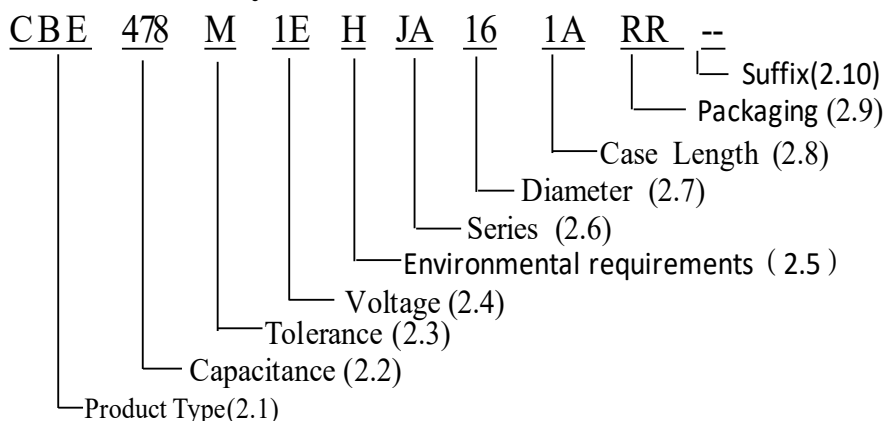 CBE 478 M 1E H JA 16 1A RR --
Suffix(2.10)
Packaging (2.9)
Case Length (2.8)
Diameter (2.7)
Series (2.6)
Environmental requirements（2.5）
Voltage (2.4)
Tolerance (2.3)
Capacitance (2.2)
Product Type(2.1)